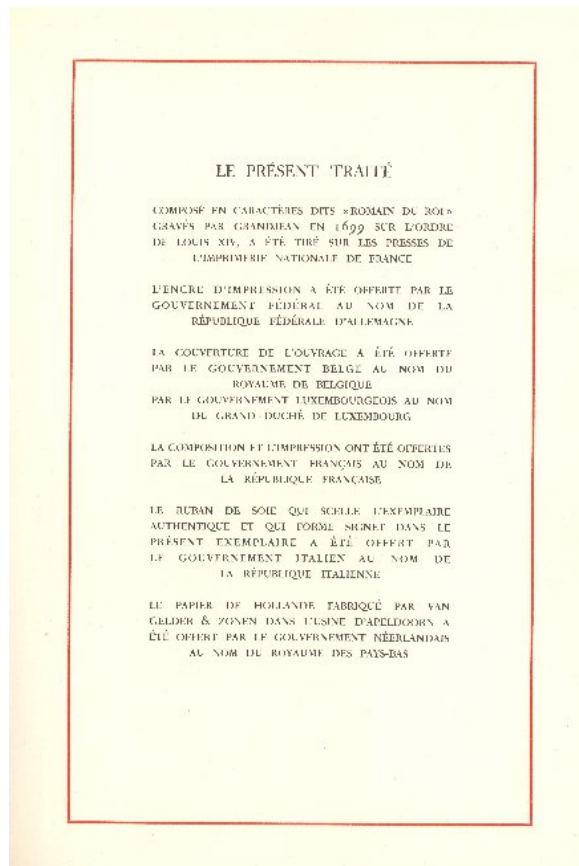 LE PRÉSENT TRAITÉ
COMPOSÉ EN CARACTÈRES DITS «ROMAIN DU ROI»
GRAVÉS PAR GRANDJEAN EN 1699 SUR L'ORDRE
DE LOUIS XIV, A ÉTÉ TIRÉ SUR LES PRESSES DE
L'IMPRIMERIE NATIONALE DE FRANCE
L'ENCRE D'IMPRESSION A ÉTÉ OFFERTE PAR LE
GOUVERNEMENT FÉDÉRAL AU NOM DE LA
RÉPUBLIQUE FÉDÉRALE D'ALLEMAGNE
LA COUVERTURE DE L'OUVRAGE A ÉTÉ OFFERTE
PAR LE GOUVERNEMENT BELGE AU NOM DU
ROYAUME DE BELGIQUE
PAR LE GOUVERNEMENT LUXEMBOURGEOIS AU NOM
DU GRAND-DUCHÉ DE LUXEMBOURG
LA COMPOSITION ET L'IMPRESSION ONT ÉTÉ OFFERTES
PAR LE GOUVERNEMENT FRANÇAIS AU NOM DE
LA RÉPUBLIQUE FRANÇAISE
LE RUBAN DE SOIE QUI SCELLE L'EXEMPLAIRE
AUTHENTIQUE ET QUI FORME SIGNET DANS LE
PRÉSENT EXEMPLAIRE A ÉTÉ OFFERT PAR
LE GOUVERNEMENT ITALIEN AU NOM DE
LA RÉPUBLIQUE ITALIENNE
LE PAPIER DE HOLLANDE FABRIQUÉ PAR VAN
GELDER & ZONEN DANS L'USINE D'APELDOORN A
ÉTÉ OFFERT PAR LE GOUVERNEMENT NÉERLANDAIS
AU NOM DU ROYAUME DES PAYS-BAS